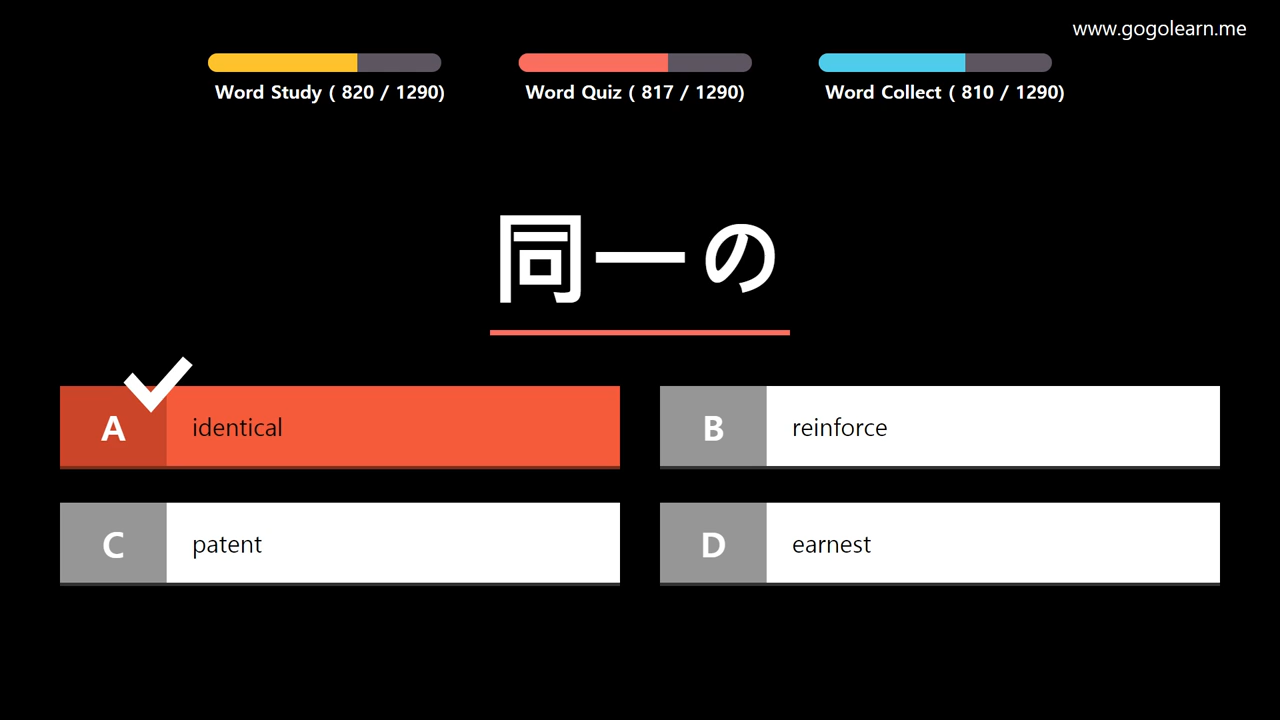 www.gogolearn.me
Word Study ( 820 / 1290)
Word Quiz ( 817 / 1290)
Word Collect ( 810 / 1290)
同一の
A identical
B reinforce
C patent
D earnest